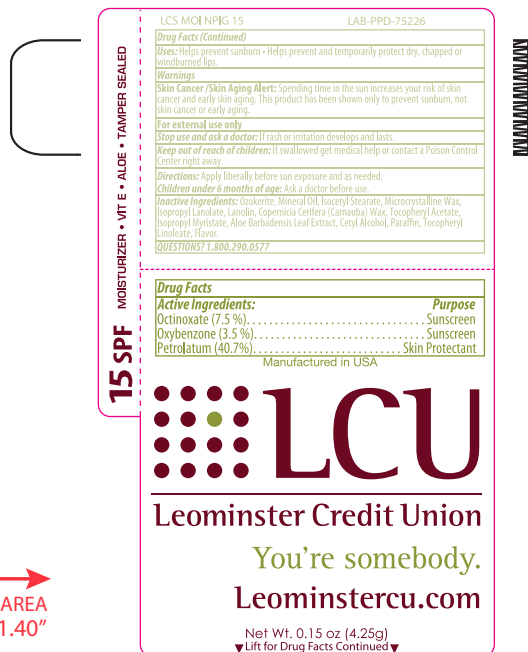 LCS MOI NPIG 15 LAB-PPD-75226
Drug Facts (Continued)
Uses: Helps prevent sunburn • Helps prevent and temporarily protect dry, chapped or
windburned lips.
Warnings
Skin Cancer /Skin Aging Alert: Spending time in the sun increases your risk of skin
cancer and early skin aging. This product has been shown only to prevent sunburn, not
skin cancer or early aging.
For external use only
Stop use and ask a doctor: If rash or irritation develops and lasts.
Keep out of reach of children: If swallowed get medical help or contact a Poison Control
Center right away.
Directions: Apply liberally before sun exposure and as needed.
Children under 6 months of age: Ask a doctor before use.
Inactive Ingredients: Ozokerite, Mineral Oil, Isocetyl Stearate, Microcrystalline Wax,
Isopropyl Lanolate, Lanolin, Copernicia Cerifera (Carnauba) Wax, Tocopheryl Acetate,
Isopropyl Myristate, Aloe Barbadensis Leaf Extract, Cetyl Alcohol, Paraffin, Tocopheryl
Linoleate, Flavor.
QUESTIONS? 1.800.290.0577
15 SPF MOISTURIZER • VIT E • ALOE • TAMPER SEALED
Drug Facts
Active Ingredients: Purpose
Octinoxate (7.5 %)................................Sunscreen
Oxybenzone (3.5 %)...............................Sunscreen
Petrolatum (40.7%)..........................Skin Protectant
Manufactured in USA
LCU
Leominster Credit Union
You're somebody.
Leominstercu.com
Net Wt. 0.15 oz (4.25g)
▼Lift for Drug Facts Continued▼
AREA
1.40"